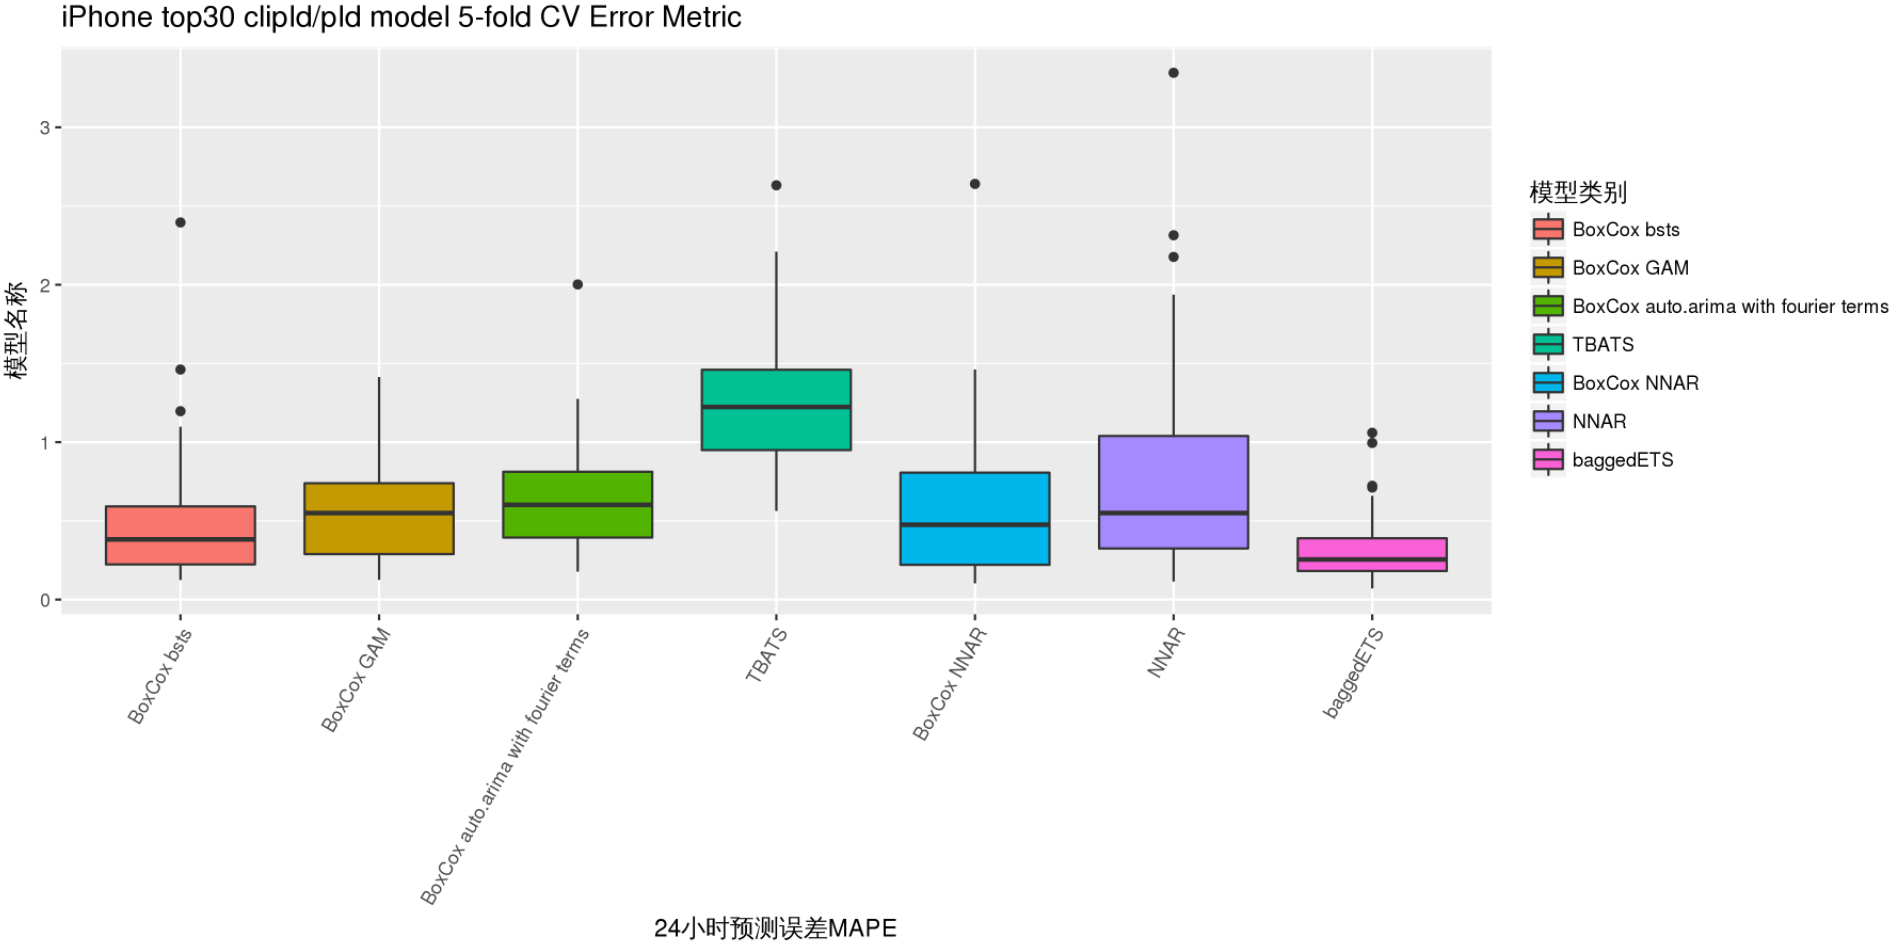 iPhone top30 clipId/pId model 5-fold CV Error Metric
模型名称
3
2
1
0
BoxCox bsts
BoxCox GAM
BoxCox auto.arima with fourier terms
TBATS
BoxCox NNAR
NNAR
baggedETS
24小时预测误差MAPE
模型类别
BoxCox bsts
BoxCox GAM
BoxCox auto.arima with fourier terms
TBATS
BoxCox NNAR
NNAR
baggedETS